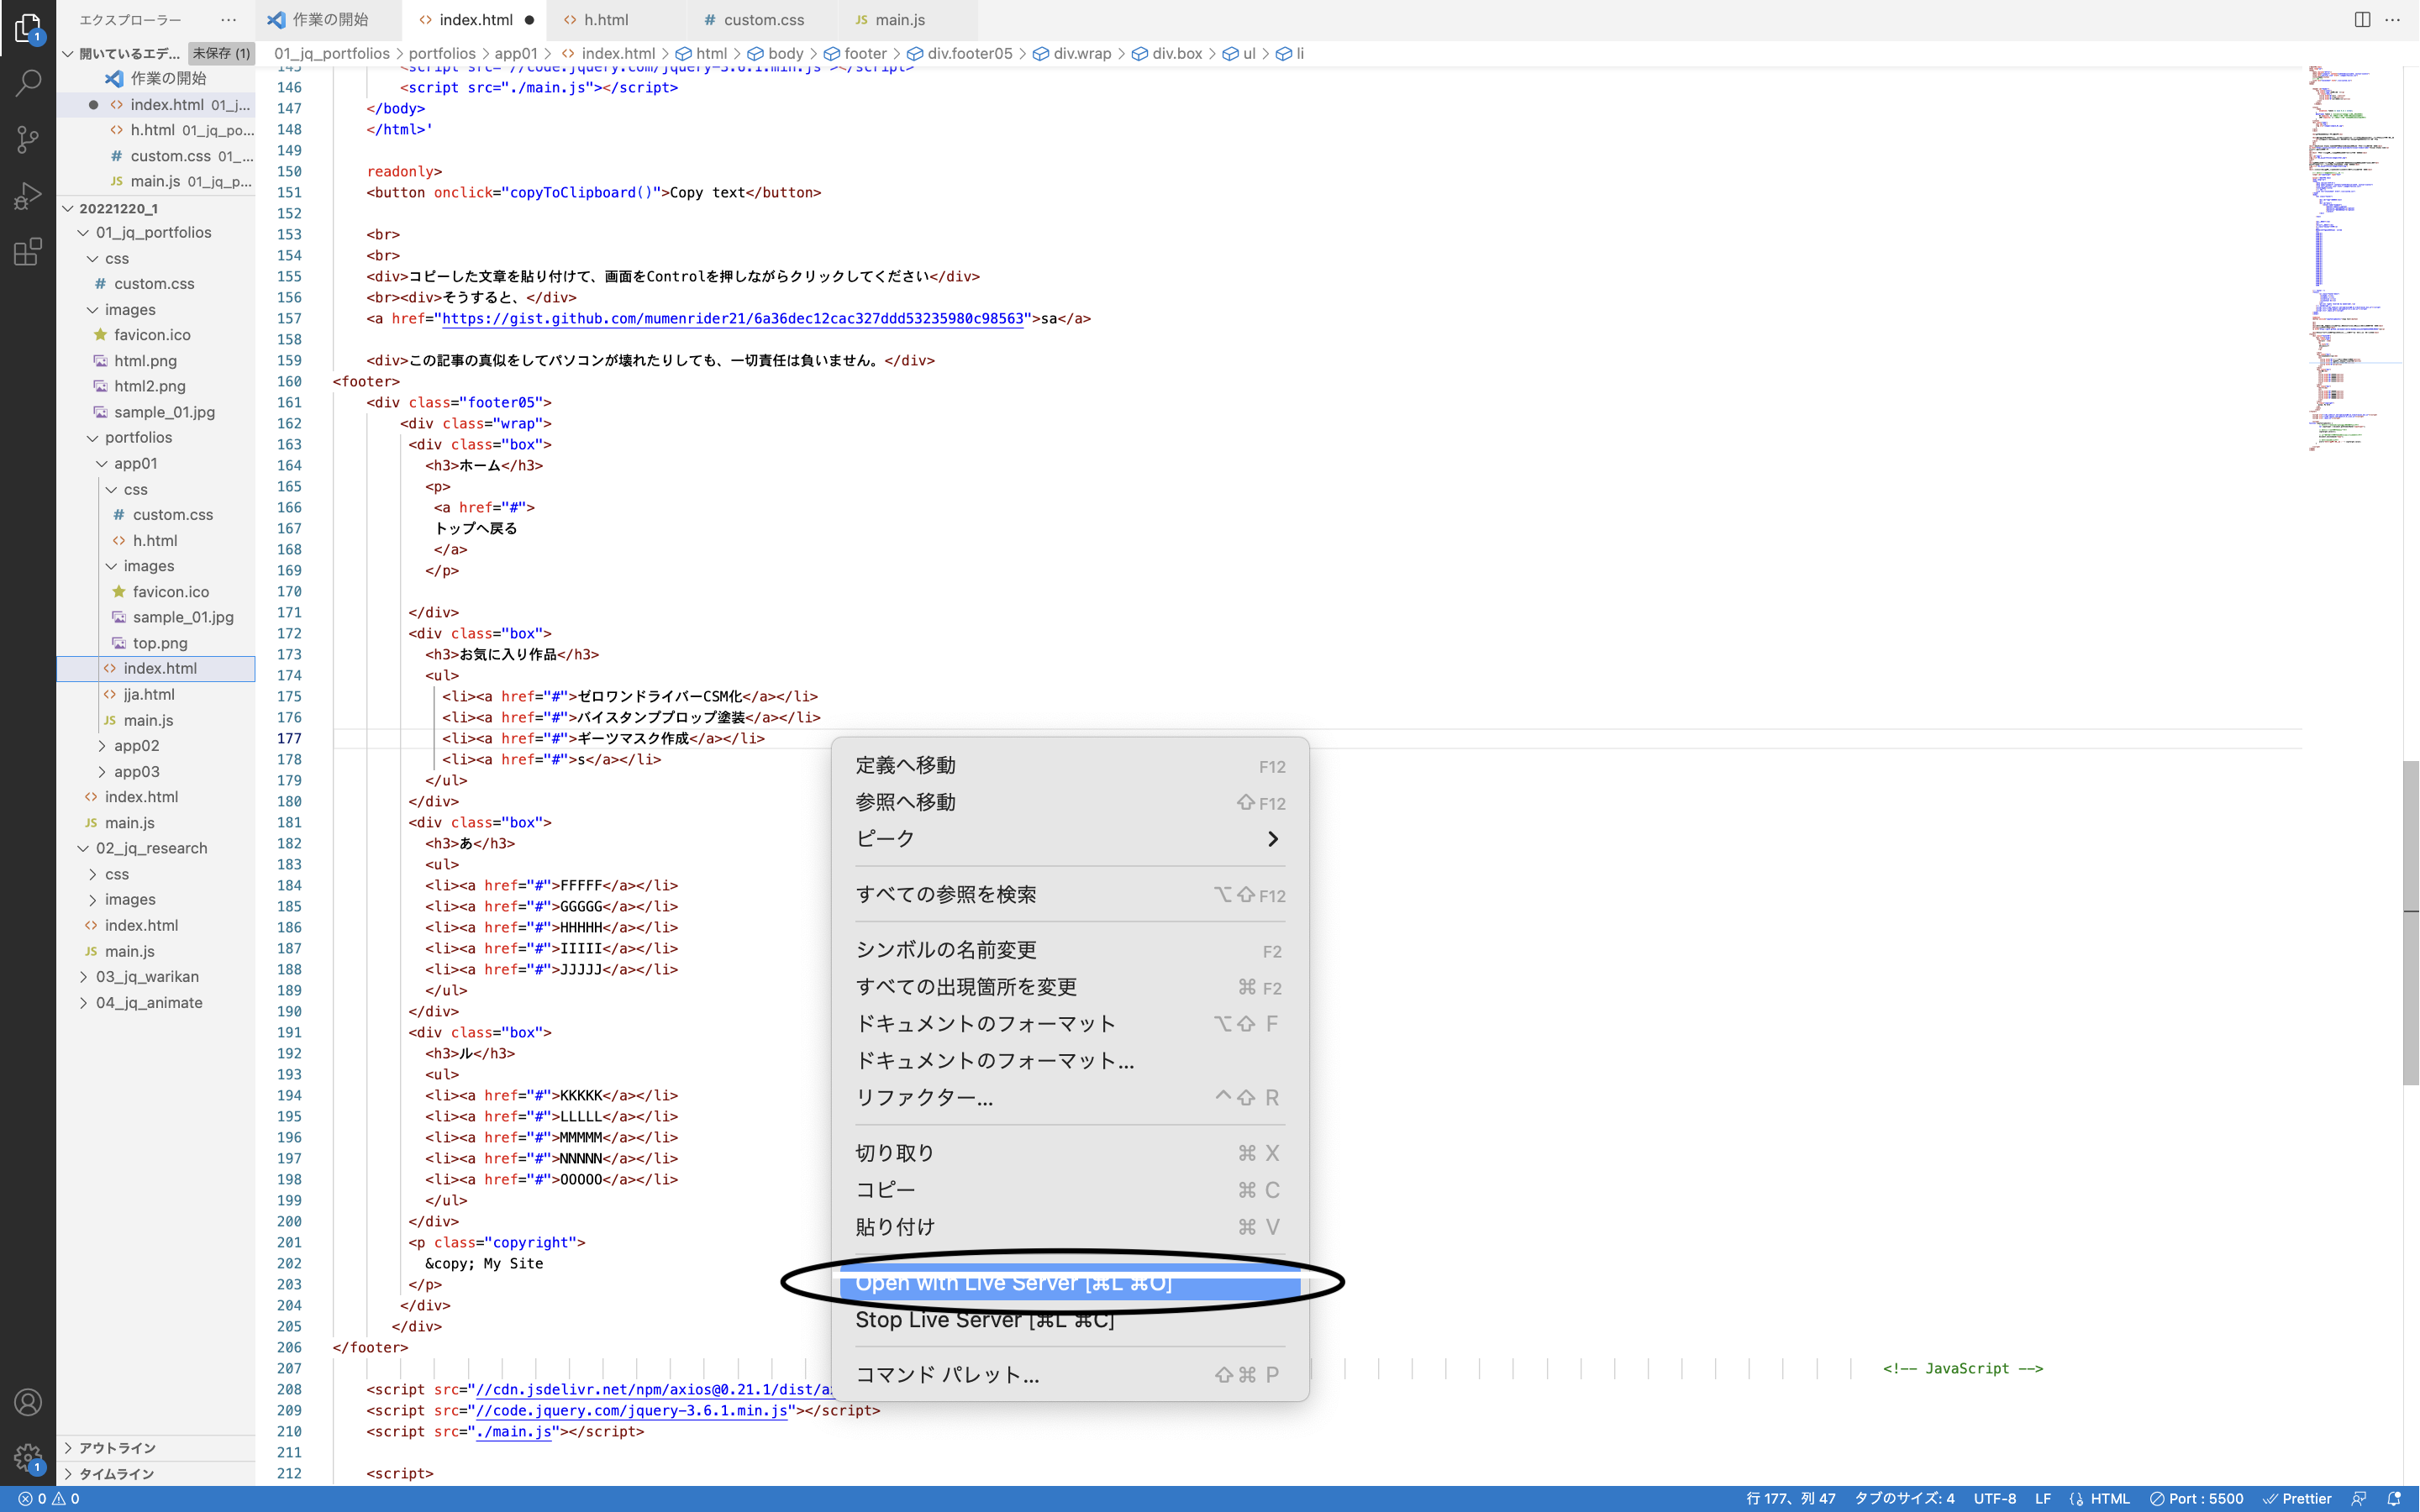 エクスプローラー ···
作業の開始
index.html
h.html
custom.css
JS main.js
開いているエデ... 未保存 (1)
作業の開始
index.html 01_j...
h.html 01_jq_po...
custom.css 01_...
JS main.js 01_jq_p...
20221220_1
01_jq_portfolios
css
custom.css
images
favicon.ico
html.png
html2.png
sample_01.jpg
portfolios
app01
css
custom.css
h.html
images
favicon.ico
sample_01.jpg
top.png
index.html
jja.html
JS main.js
app02
app03
index.html
JS main.js
02_jq_research
css
images
index.html
JS main.js
03_jq_warikan
04_jq_animate
アウトライン
タイムライン
01_jq_portfolios > portfolios > app01 > index.html > html > body > footer > div.footer05 > div.wrap > div.box > ul > li
145 <script src="//code.jquery.com/jquery-3.6.1.min.js"></script>
146 <script src="./main.js"></script>
147 </body>
148 </html>'
149
150 readonly>
151 <button onclick="copyToClipboard()">Copy text</button>
152
153 <br>
154 <br>
155 <div>コピーした文章を貼り付けて、画面をControlを押しながらクリックしてください</div>
156 <br><div>そうすると、</div>
157 <a href="https://gist.github.com/mumenrider21/6a36dec12cac327ddd53235980c98563">sa</a>
158
159 <div>この記事の真似をしてパソコンが壊れたりしても、一切責任は負いません。</div>
160 <footer>
161 <div class="footer05">
162 <div class="wrap">
163 <div class="box">
164 <h3>ホーム</h3>
165 <p>
166 <a href="#">
167 トップへ戻る
168 </a>
169 </p>
170
171 </div>
172 <div class="box">
173 <h3>お気に入り作品</h3>
174 <ul>
175 <li><a href="#">ゼロワンドライバーCSM化</a></li>
176 <li><a href="#">バイスタンププロップ塗装</a></li>
177 <li><a href="#">ギーツマスク作成</a></li>
178 <li><a href="#">s</a></li>
179 </ul>
180 </div>
181 <div class="box">
182 <h3>あ</h3>
183 <ul>
184 <li><a href="#">FFFFF</a></li>
185 <li><a href="#">GGGGG</a></li>
186 <li><a href="#">HHHHH</a></li>
187 <li><a href="#">IIIII</a></li>
188 <li><a href="#">JJJJJ</a></li>
189 </ul>
190 </div>
191 <div class="box">
192 <h3>ル</h3>
193 <ul>
194 <li><a href="#">KKKKK</a></li>
195 <li><a href="#">LLLLL</a></li>
196 <li><a href="#">MMMMM</a></li>
197 <li><a href="#">NNNNN</a></li>
198 <li><a href="#">OOOOO</a></li>
199 </ul>
200 </div>
201 <p class="copyright">
202 &copy; My Site
203 </p>
204 </div>
205 </div>
206 </footer>
207 <!-- JavaScript -->
208 <script src="//cdn.jsdelivr.net/npm/axios@0.21.1/dist/a
209 <script src="//code.jquery.com/jquery-3.6.1.min.js"></script>
210 <script src="./main.js"></script>
211
212 <script>
定義へ移動 F12
参照へ移動 ⇧F12
ピーク
すべての参照を検索 ⌥⇧F12
シンボルの名前変更 F2
すべての出現箇所を変更 ⌘F2
ドキュメントのフォーマット ⌥⇧F
ドキュメントのフォーマット...
リファクター... ^⇧R
切り取り ⌘X
コピー ⌘C
貼り付け ⌘V
Open with Live Server [⌘L ⌘O]
Stop Live Server [⌘L ⌘C]
コマンド パレット... ⇧⌘P
1
1
0 0
行 177、列 47 タブのサイズ: 4 UTF-8 LF HTML Port : 5500 Prettier